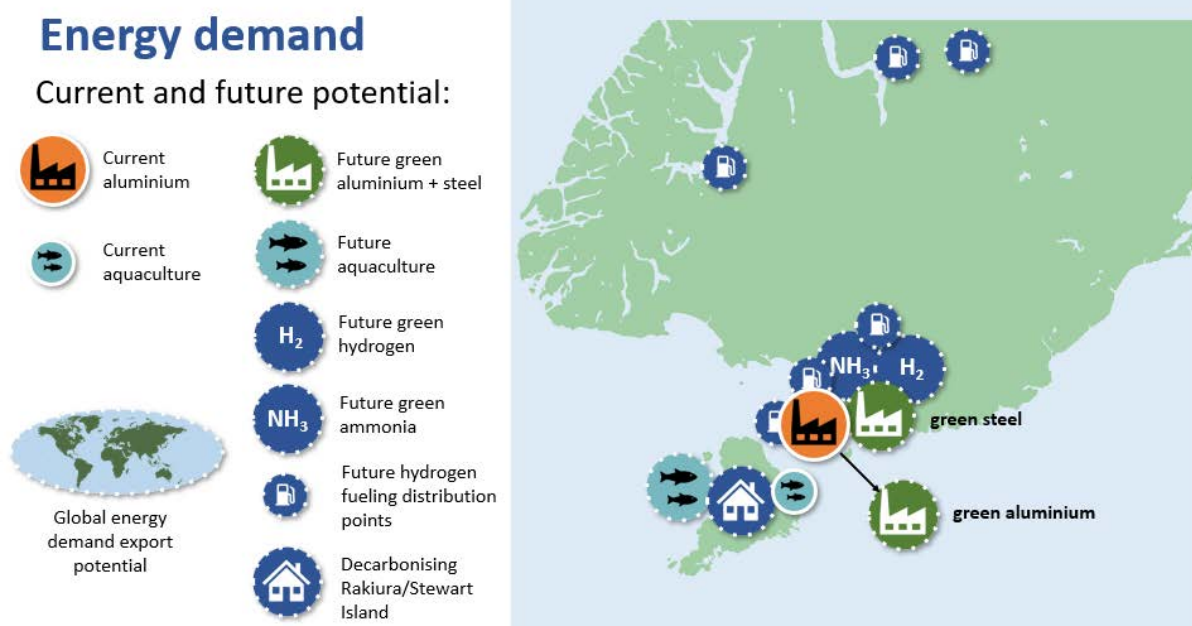 Energy demand
Current and future potential:
Current
aluminium
Current
aquaculture
Global energy
demand export
potential
Future green
aluminium + steel
Future
aquaculture
H₂
Future green
hydrogen
NH₃
Future green
ammonia
Future hydrogen
fueling distribution
points
Decarbonising
Rakiura/Stewart
Island
NH₃
H₂
green steel
green aluminium